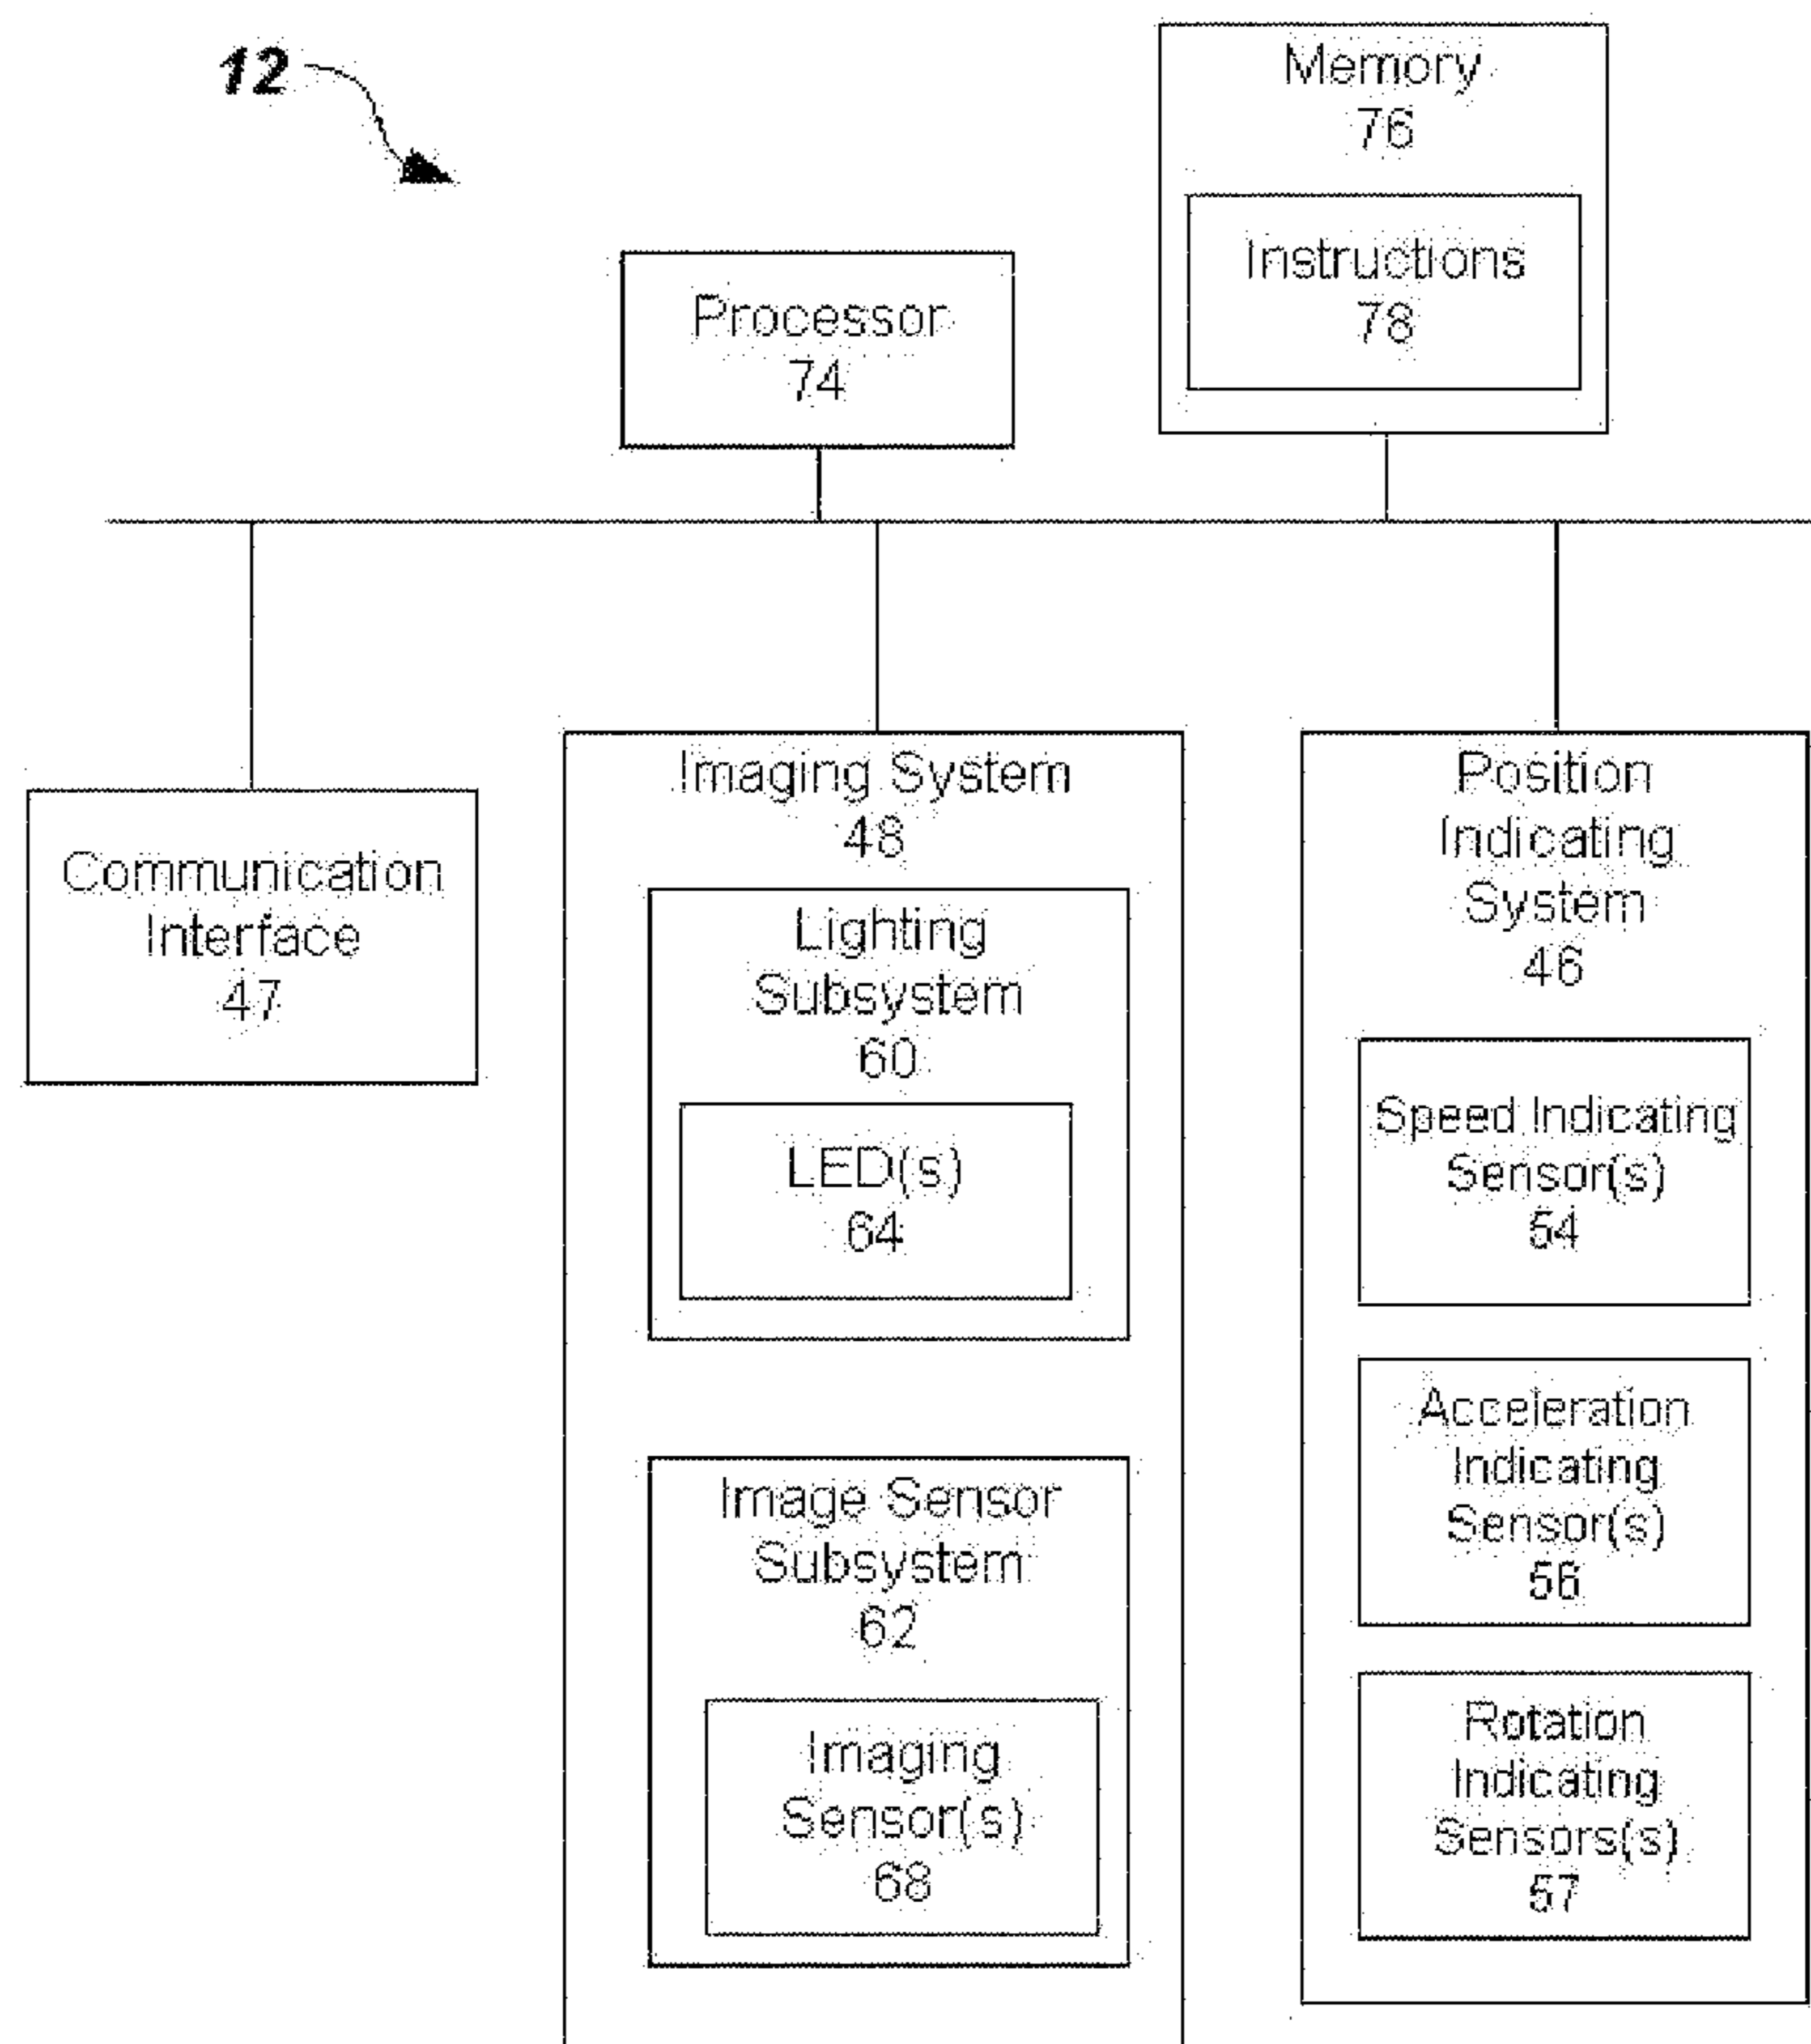 12
Memory
76
Instructions
78
Processor
74
Communication
Interface
47
Imaging System
48
Lighting
Subsystem
60
LED(s)
64
Image Sensor
Subsystem
62
Imaging
Sensor(s)
68
Position
Indicating
System
46
Speed Indicating
Sensor(s)
54
Acceleration
Indicating
Sensor(s)
56
Rotation
Indicating
Sensors(s)
57